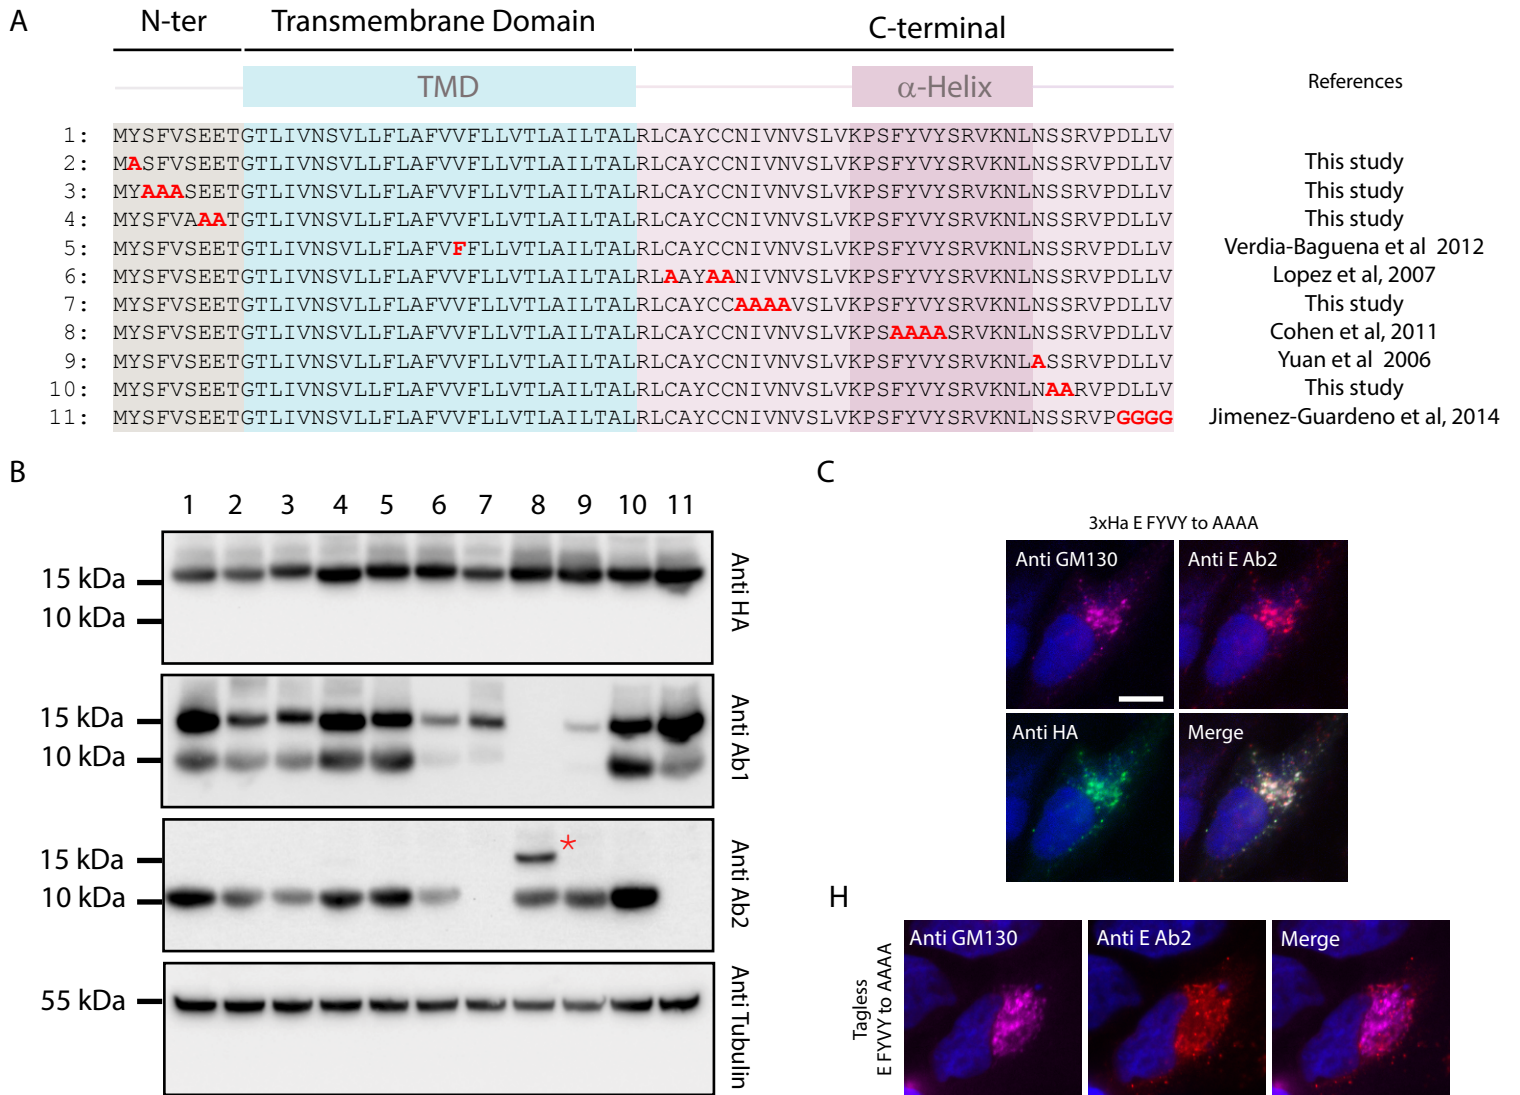 A
N-ter Transmembrane Domain C-terminal
TMD α-Helix References
1: MYSFVSEETGTLIVNSVLLFLAFVVFLLVTLAILTALRLCAYCCNIVNVSLVKPSFYVYSRVKNLNSSRVPDLLV
2: MASFVSEETGTLIVNSVLLFLAFVVFLLVTLAILTALRLCAYCCNIVNVSLVKPSFYVYSRVKNLNSSRVPDLLV This study
3: MYAAASEETGTLIVNSVLLFLAFVVFLLVTLAILTALRLCAYCCNIVNVSLVKPSFYVYSRVKNLNSSRVPDLLV This study
4: MYSFVAAATGTLIVNSVLLFLAFVVFLLVTLAILTALRLCAYCCNIVNVSLVKPSFYVYSRVKNLNSSRVPDLLV This study
5: MYSFVSEETGTLIVNSVLLFLAFVFFLLVTLAILTALRLCAYCCNIVNVSLVKPSFYVYSRVKNLNSSRVPDLLV Verdia-Baguena et al 2012
6: MYSFVSEETGTLIVNSVLLFLAFVVFLLVTLAILTALRLAAYAANIVNVSLVKPSFYVYSRVKNLNSSRVPDLLV Lopez et al, 2007
7: MYSFVSEETGTLIVNSVLLFLAFVVFLLVTLAILTALRLCAYCCAAAAVSLVKPSFYVYSRVKNLNSSRVPDLLV This study
8: MYSFVSEETGTLIVNSVLLFLAFVVFLLVTLAILTALRLCAYCCNIVNVSLVKPSAAAASRVKNLNSSRVPDLLV Cohen et al, 2011
9: MYSFVSEETGTLIVNSVLLFLAFVVFLLVTLAILTALRLCAYCCNIVNVSLVKPSFYVYSRVKNLASSRVPDLLV Yuan et al 2006
10: MYSFVSEETGTLIVNSVLLFLAFVVFLLVTLAILTALRLCAYCCNIVNVSLVKPSFYVYSRVKNLNAARVPDLLV This study
11: MYSFVSEETGTLIVNSVLLFLAFVVFLLVTLAILTALRLCAYCCNIVNVSLVKPSFYVYSRVKNLNSSRVPGGGG Jimenez-Guardeno et al, 2014
B
1 2 3 4 5 6 7 8 9 10 11
15 kDa
10 kDa
Anti HA
15 kDa
10 kDa
Anti Ab1
15 kDa
10 kDa
*
Anti Ab2
55 kDa
Anti Tubulin
C
3xHa E FYVY to AAAA
Anti GM130 Anti E Ab2
Anti HA Merge
H
Tagless
E FYVY to AAAA
Anti GM130 Anti E Ab2 Merge